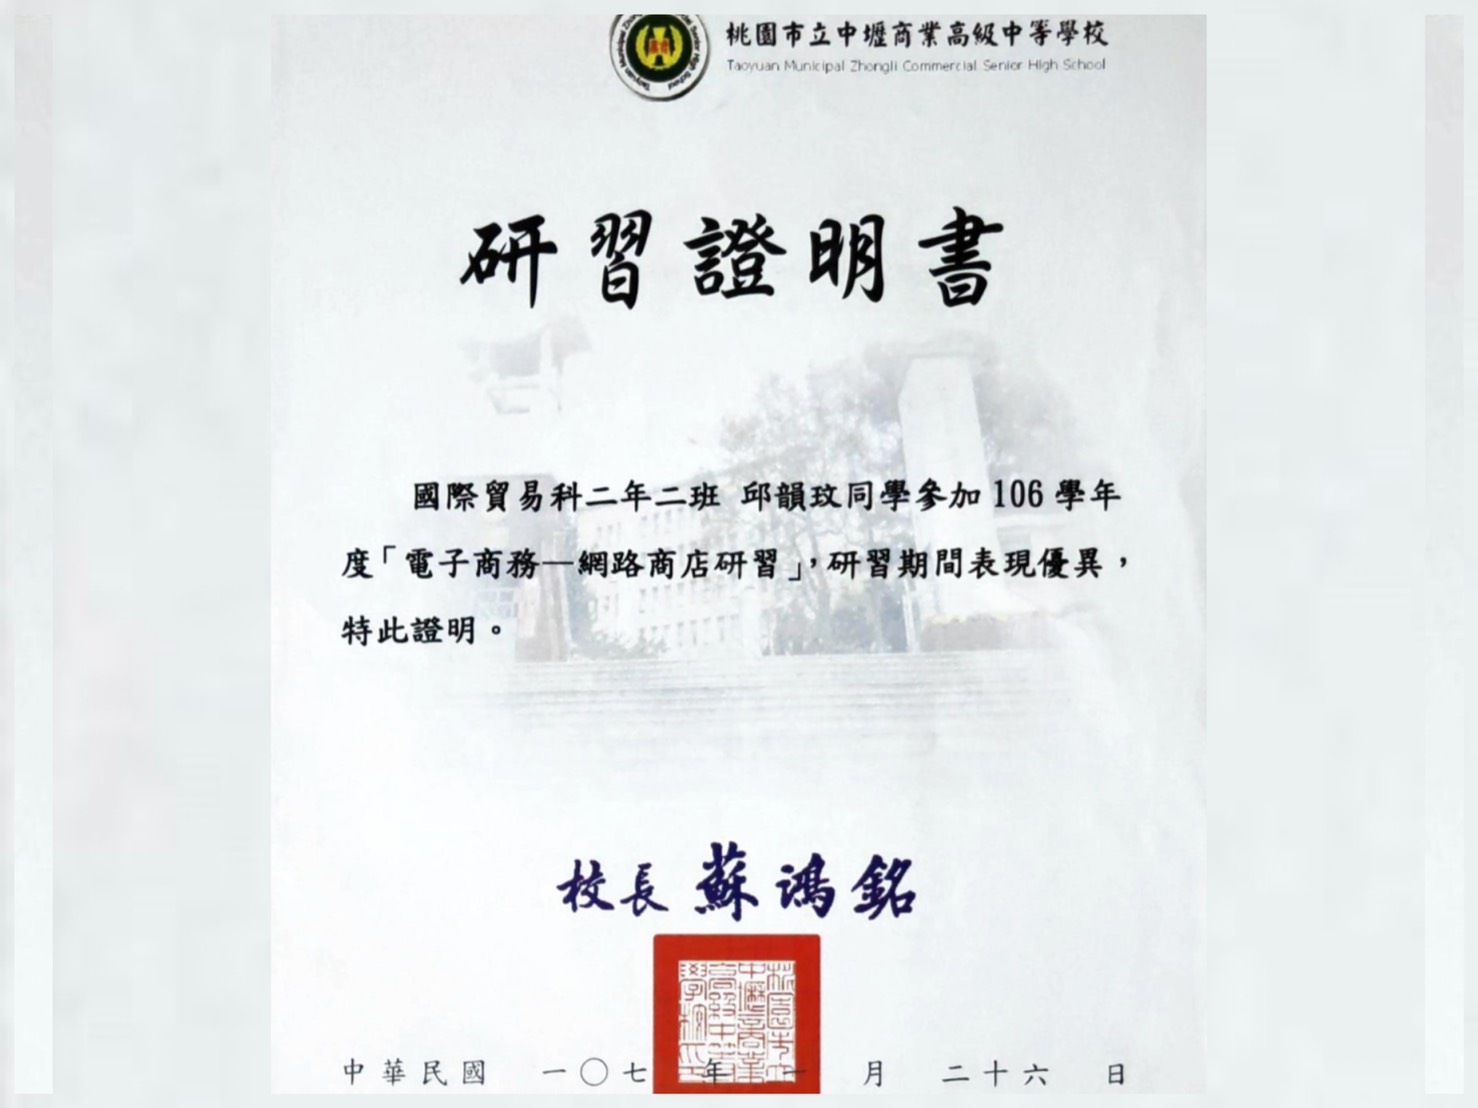 桃園市立中壢商業高級中等學校
Taoyuan Municipal Zhongli Commercial Senior High School
研習證明書
國際貿易科二年二班 邱韻玟同學參加 106 學年
度「電子商務—網路商店研習」，研習期間表現優異，
特此證明。
校長 蘇鴻銘
中華民國 一〇七 年 一 月 二十六 日